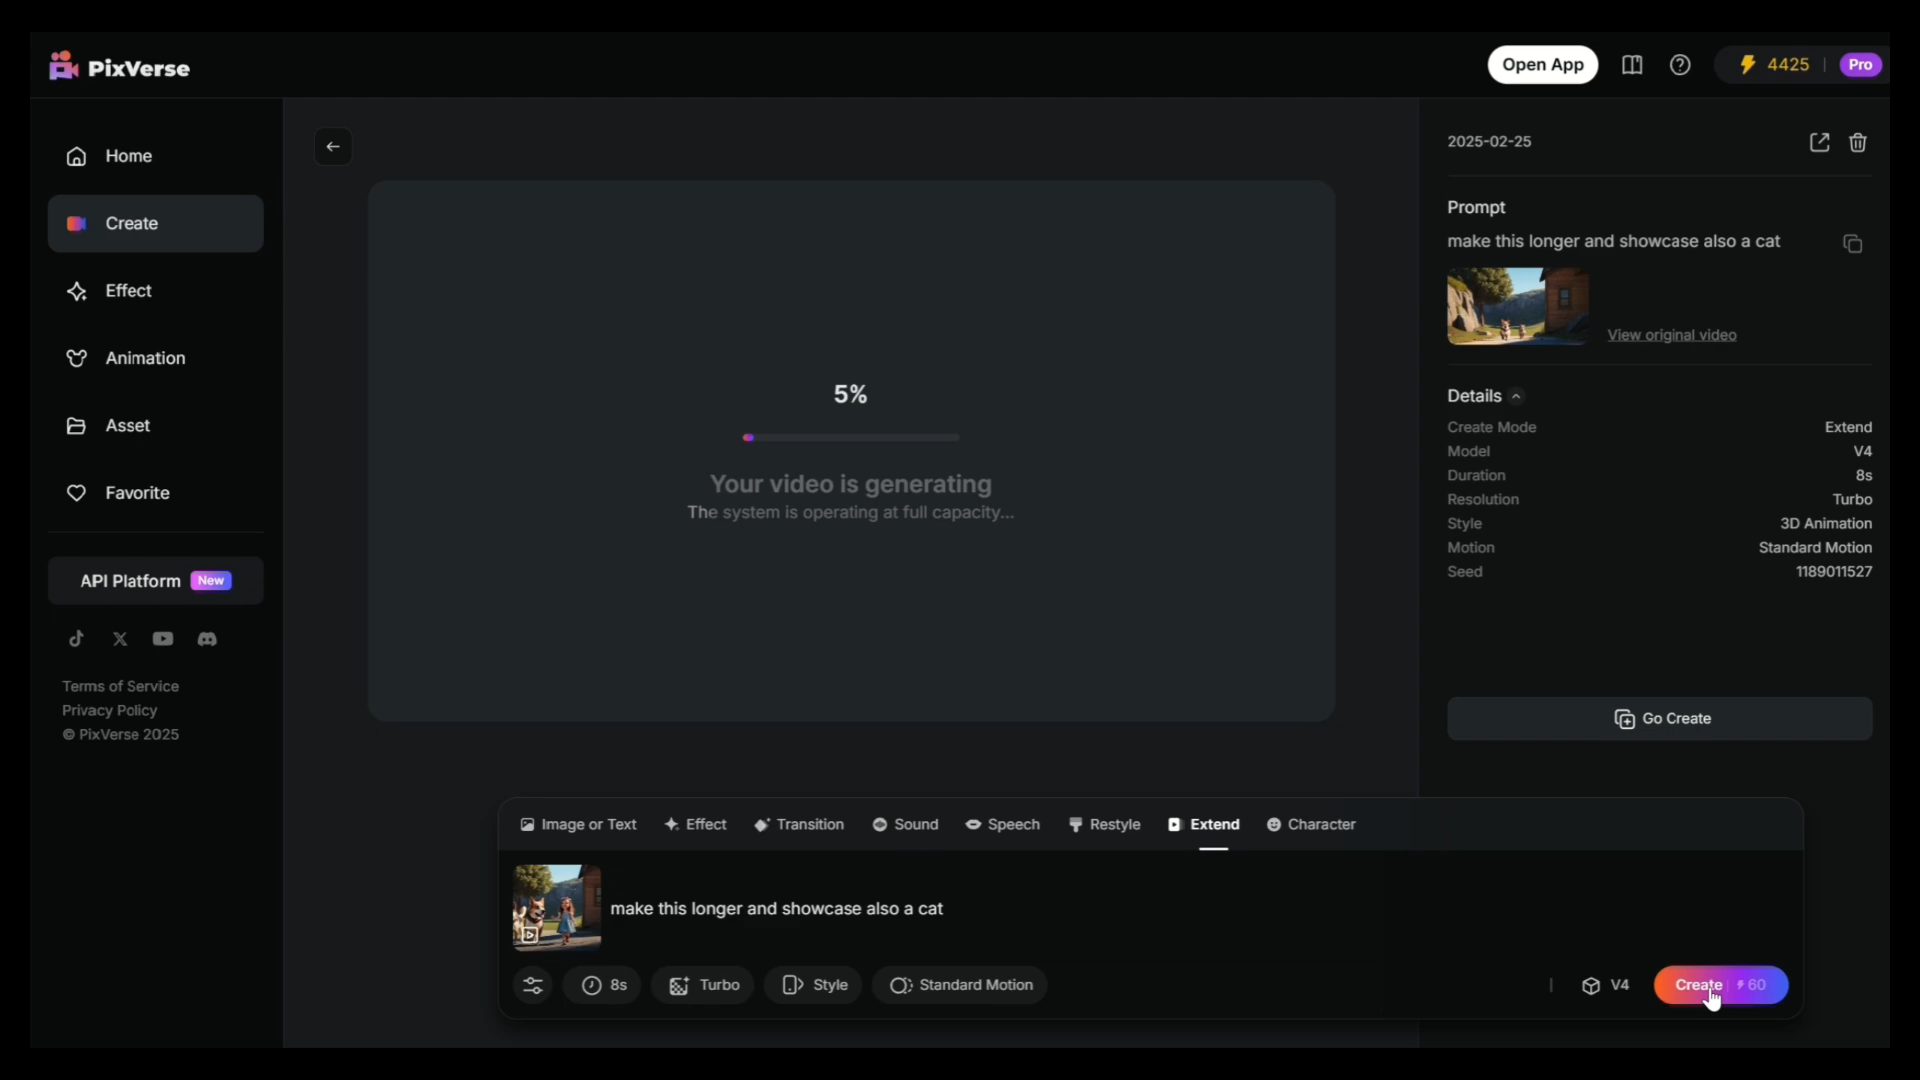 PixVerse
Open App
4425
Pro
Home
Create
Effect
Animation
Asset
Favorite
API Platform New
Terms of Service
Privacy Policy
© PixVerse 2025
5%
Your video is generating
The system is operating at full capacity...
2025-02-25
Prompt
make this longer and showcase also a cat
View original video
Details
Create Mode Extend
Model V4
Duration 8s
Resolution Turbo
Style 3D Animation
Motion Standard Motion
Seed 1189011527
Go Create
Image or Text Effect Transition Sound Speech Restyle Extend Character
make this longer and showcase also a cat
8s Turbo Style Standard Motion V4 Create 60